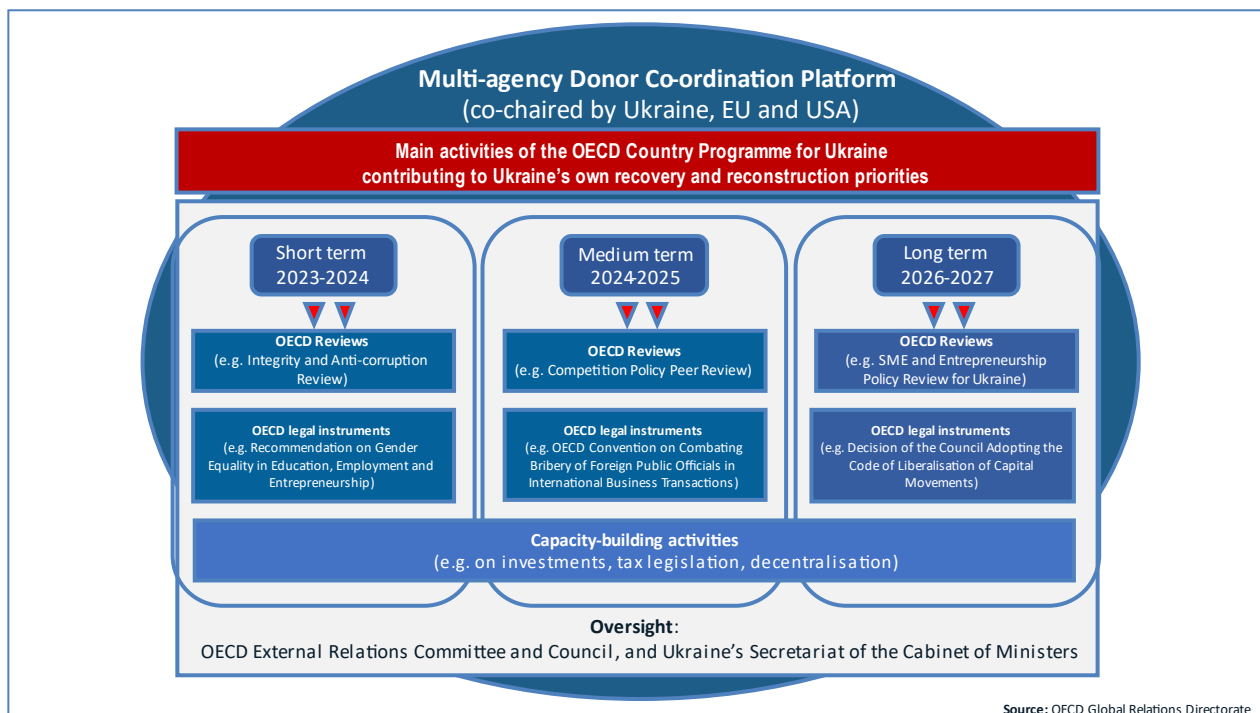 Multi-agency Donor Co-ordination Platform
(co-chaired by Ukraine, EU and USA)
Main activities of the OECD Country Programme for Ukraine
contributing to Ukraine's own recovery and reconstruction priorities
Short term
2023-2024
OECD Reviews
(e.g. Integrity and Anti-corruption
Review)
OECD legal instruments
(e.g. Recommendation on Gender
Equality in Education, Employment and
Entrepreneurship)
Medium term
2024-2025
OECD Reviews
(e.g. Competition Policy Peer Review)
OECD legal instruments
(e.g. OECD Convention on Combating
Bribery of Foreign Public Officials in
International Business Transactions)
Long term
2026-2027
OECD Reviews
(e.g. SME and Entrepreneurship
Policy Review for Ukraine)
OECD legal instruments
(e.g. Decision of the Council Adopting the
Code of Liberalisation of Capital
Movements)
Capacity-building activities
(e.g. on investments, tax legislation, decentralisation)
Oversight:
OECD External Relations Committee and Council, and Ukraine's Secretariat of the Cabinet of Ministers
Source: OECD Global Relations Directorate